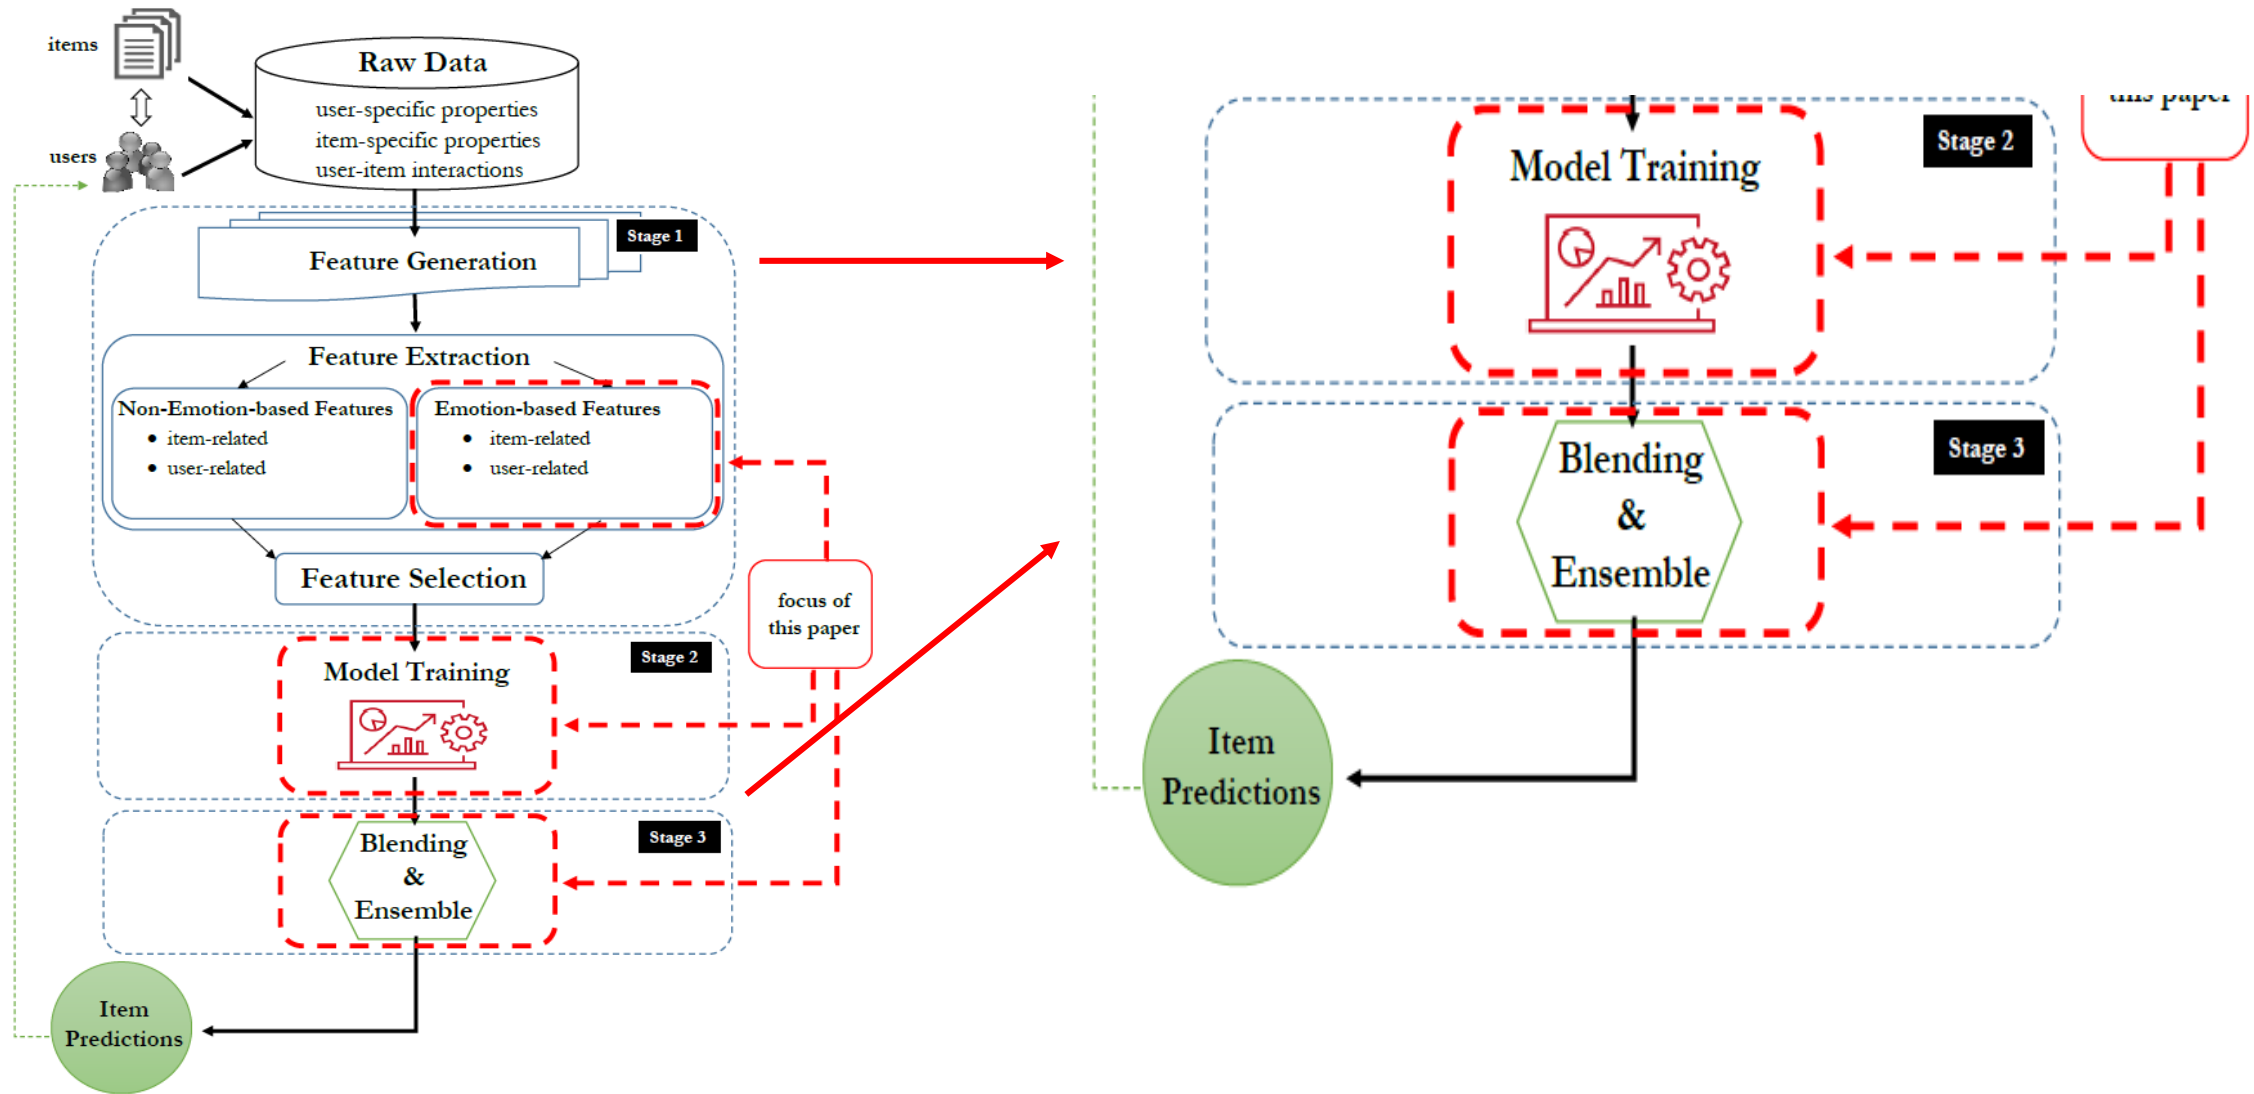 items
users
Raw Data
user-specific properties
item-specific properties
user-item interactions
Stage 1
Feature Generation
Feature Extraction
Non-Emotion-based Features
• item-related
• user-related
Emotion-based Features
• item-related
• user-related
Feature Selection
focus of
this paper
Stage 2
Model Training
Stage 3
Blending
&
Ensemble
Item
Predictions
this paper
Stage 2
Model Training
Stage 3
Blending
&
Ensemble
Item
Predictions